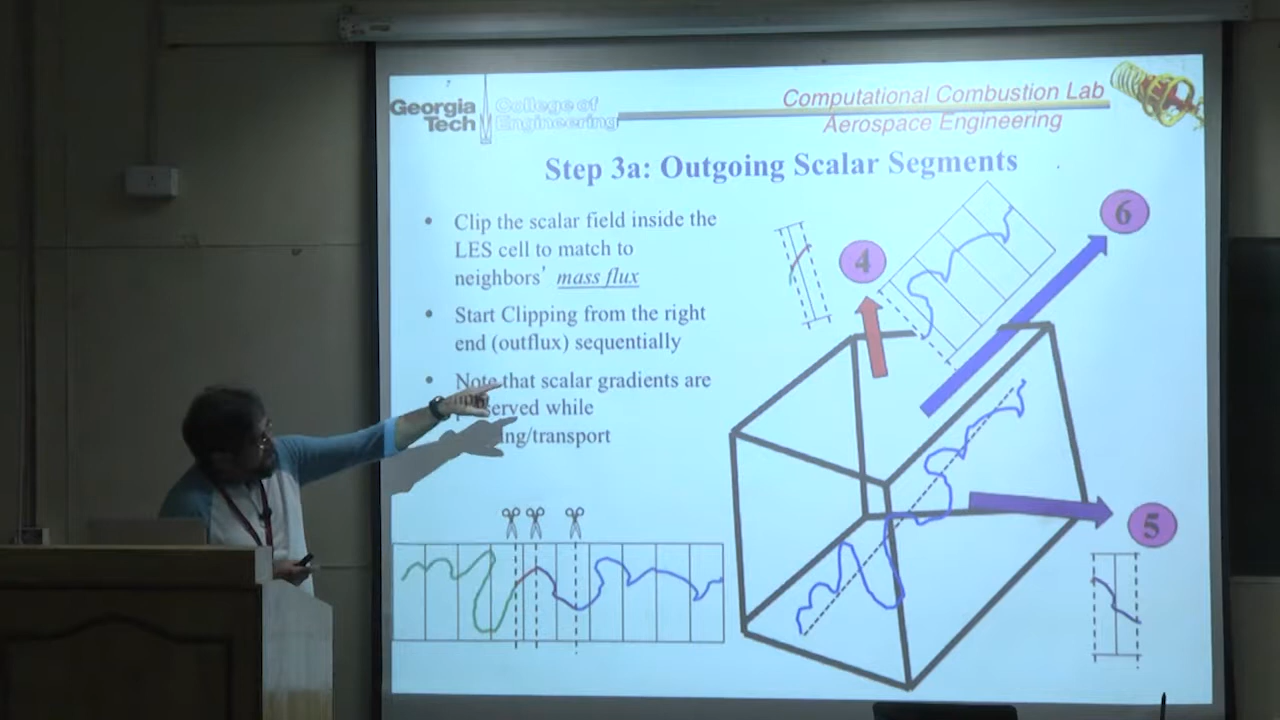 Georgia Tech
College of Engineering
Computational Combustion Lab
Aerospace Engineering
Step 3a: Outgoing Scalar Segments
• Clip the scalar field inside the
LES cell to match to
neighbors' mass flux
• Start Clipping from the right
end (outflux) sequentially
• Note that scalar gradients are
while
/transport
4
6
5